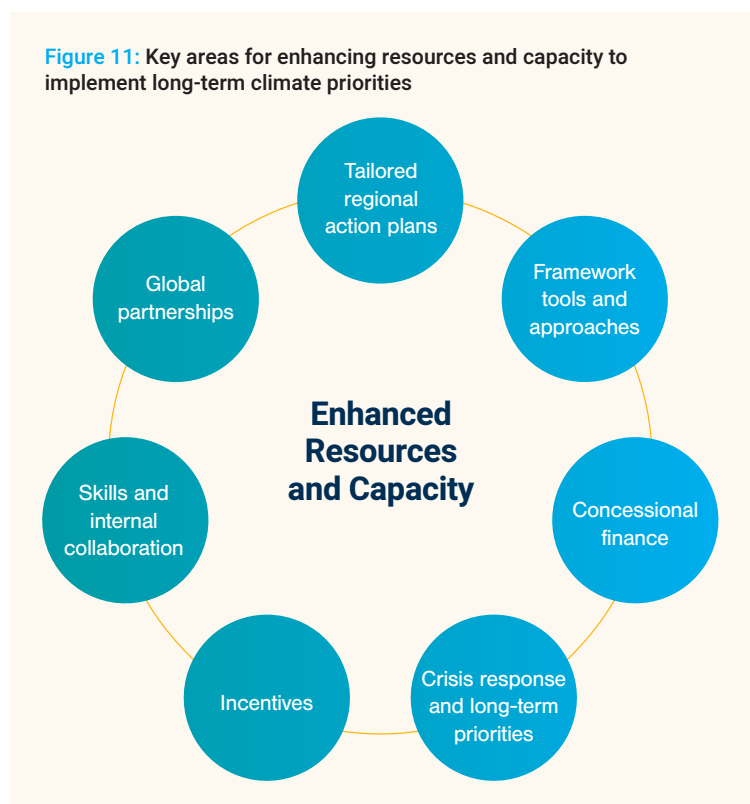 Figure 11: Key areas for enhancing resources and capacity to
implement long-term climate priorities
Tailored
regional
action plans
Framework
tools and
approaches
Concessional
finance
Crisis response
and long-term
priorities
Incentives
Skills and
internal
collaboration
Global
partnerships
Enhanced
Resources
and Capacity